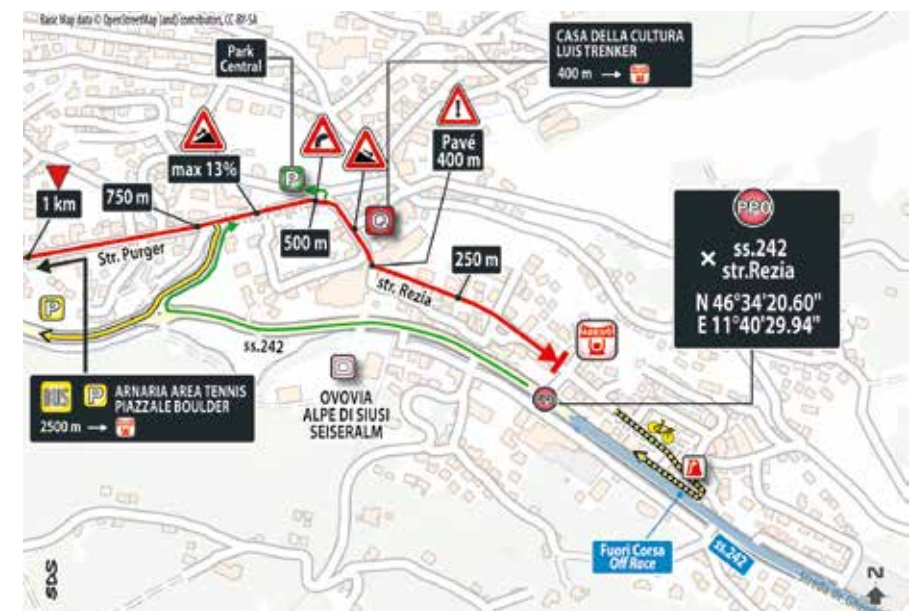 Basic Map data © OpenStreetMap (and) contributors, CC-BY-SA
Park
Central
CASA DELLA CULTURA
LUIS TRENKER
400 m
max 13%
Pavé
400 m
P
1 km
750 m
500 m
Q
250 m
Str. Purger
str. Rezia
PPO
ss.242
str.Rezia
N 46°34'20.60"
E 11°40'29.94"
P
ss.242
ARRIVO
BUS
P
ARNARIA AREA TENNIS
PIAZZALE BOULDER
2500 m
OVOVIA
ALPE DI SIUSI
SEISERALM
Fuori Corsa
Off Race
ss.242
SDS
N